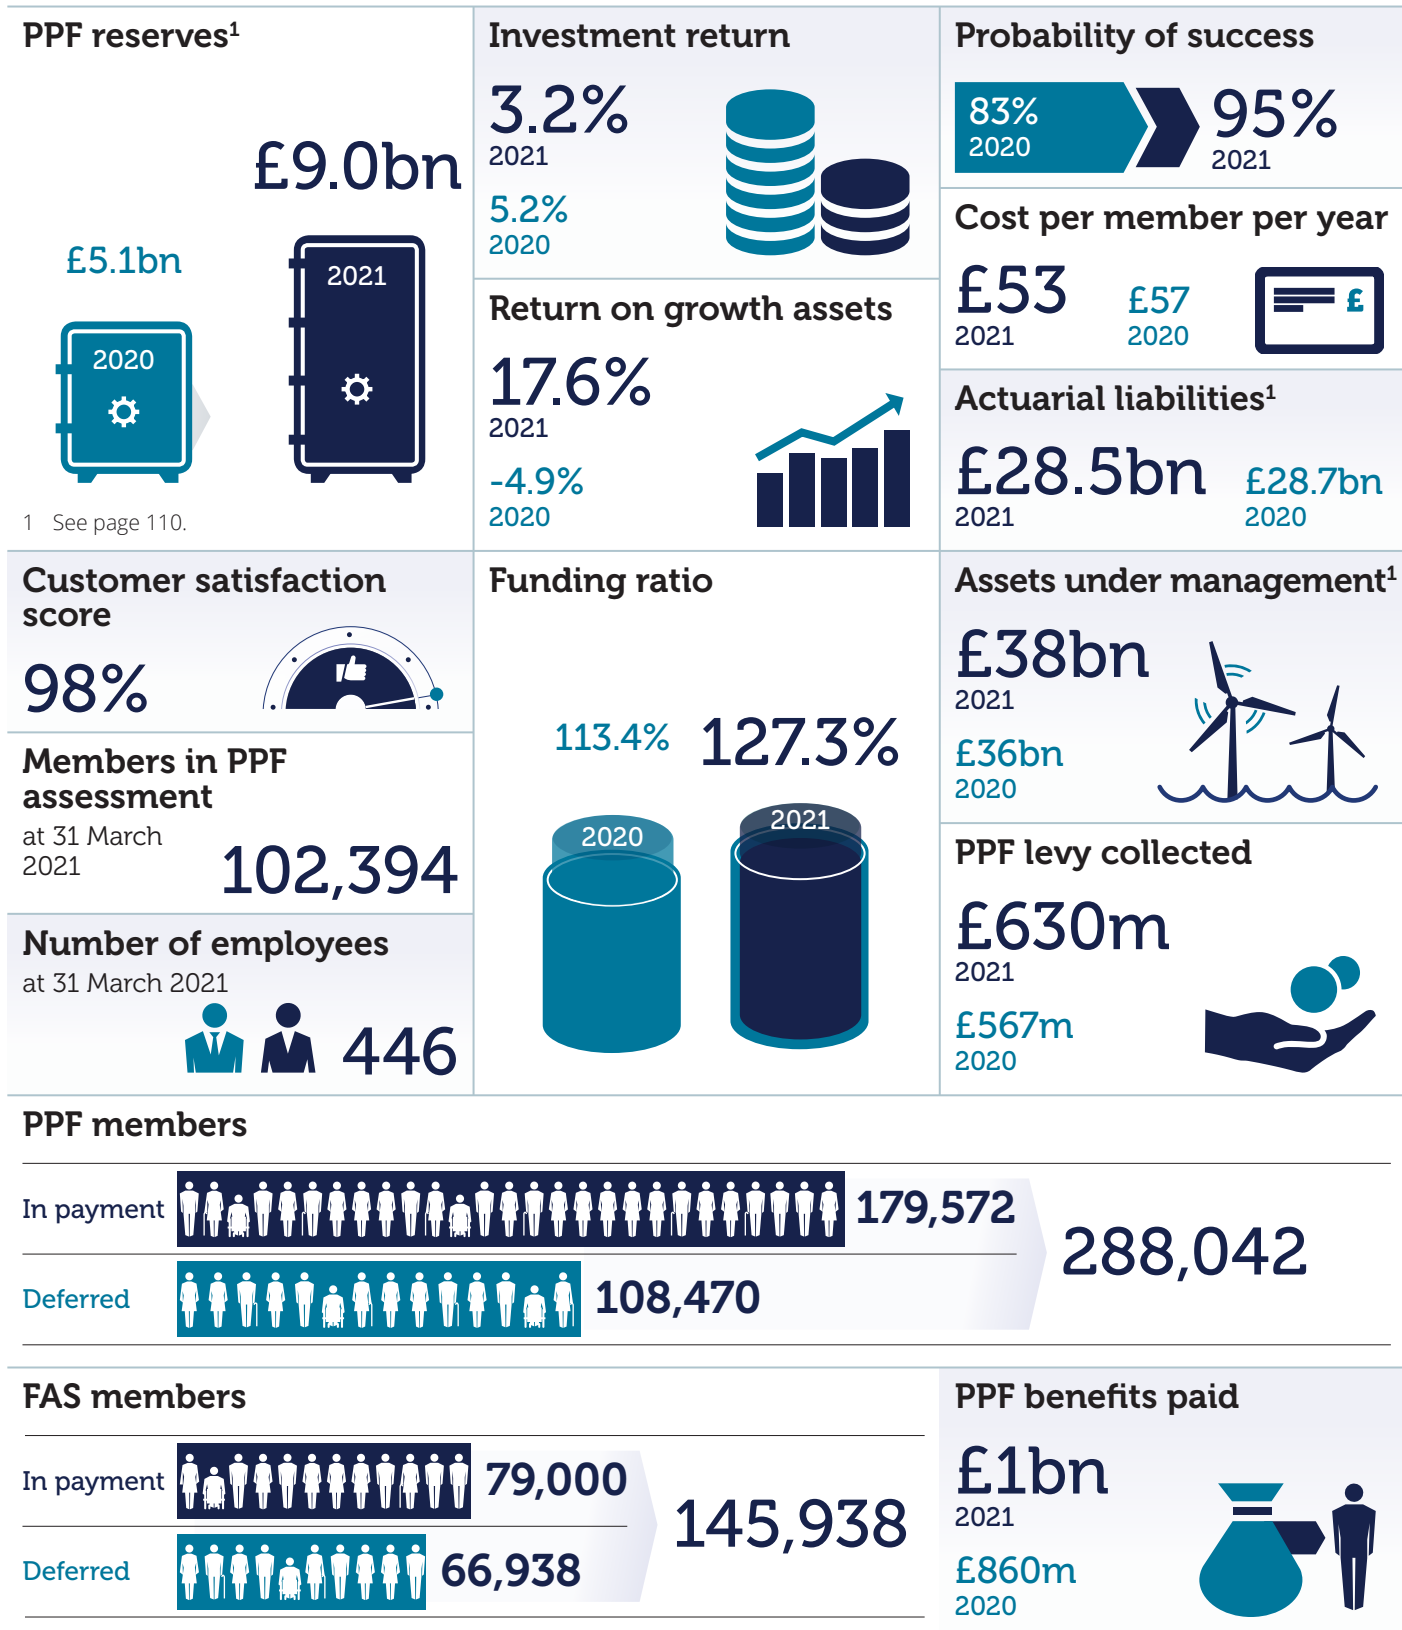 PPF reserves¹
£9.0bn
£5.1bn
2021
2020
1 See page 110.
Investment return
3.2%
2021
5.2%
2020
Return on growth assets
17.6%
2021
-4.9%
2020
Probability of success
83%
2020
95%
2021
Cost per member per year
£53
2021
£57
2020
£
Actuarial liabilities¹
£28.5bn
2021
£28.7bn
2020
Customer satisfaction
score
98%
Members in PPF
assessment
at 31 March
2021
102,394
Number of employees
at 31 March 2021
446
Funding ratio
113.4%
127.3%
2020
2021
Assets under management¹
£38bn
2021
£36bn
2020
PPF levy collected
£630m
2021
£567m
2020
PPF members
In payment
179,572
288,042
Deferred
108,470
FAS members
In payment
79,000
145,938
Deferred
66,938
PPF benefits paid
£1bn
2021
£860m
2020